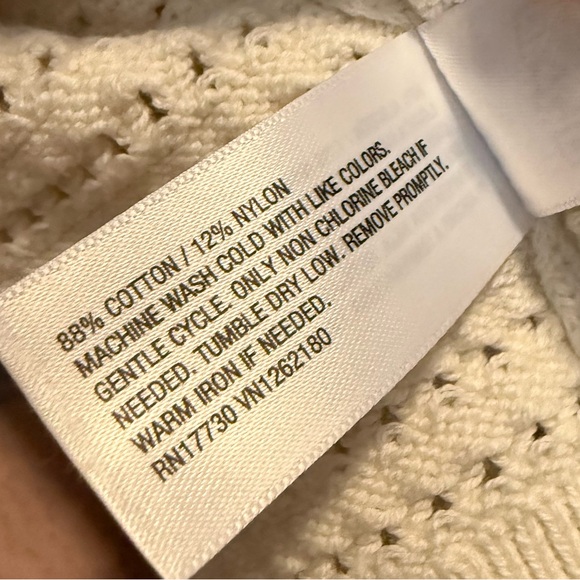 88% COTTON / 12% NYLON
MACHINE WASH COLD WITH LIKE COLORS.
GENTLE CYCLE. ONLY NON CHLORINE BLEACH IF
NEEDED. TUMBLE DRY LOW. REMOVE PROMPTLY.
WARM IRON IF NEEDED.
RN17730 VN1262180